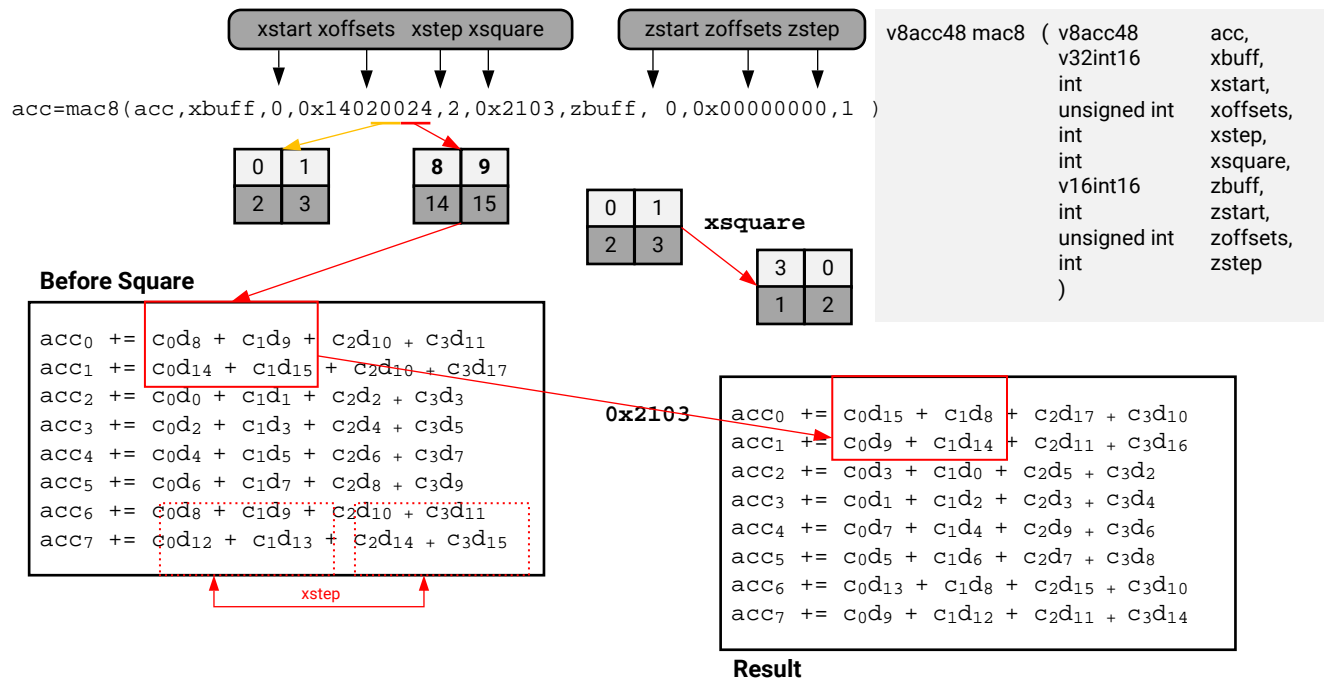 xstart xoffsets xstep xsquare
zstart zoffsets zstep
acc=mac8(acc,xbuff,0,0x14020024,2,0x2103,zbuff, 0,0x00000000,1 )
v8acc48 mac8 ( v8acc48 acc,
v32int16 xbuff,
int xstart,
unsigned int xoffsets,
int xstep,
int xsquare,
v16int16 zbuff,
int zstart,
unsigned int zoffsets,
int zstep
)
0 1
2 3
8 9
14 15
0 1
2 3
xsquare
3 0
1 2
Before Square
acc₀ += c₀d₈ + c₁d₉ + c₂d₁₀ + c₃d₁₁
acc₁ += c₀d₁₄ + c₁d₁₅ + c₂d₁₀ + c₃d₁₇
acc₂ += c₀d₀ + c₁d₁ + c₂d₂ + c₃d₃
acc₃ += c₀d₂ + c₁d₃ + c₂d₄ + c₃d₅
acc₄ += c₀d₄ + c₁d₅ + c₂d₆ + c₃d₇
acc₅ += c₀d₆ + c₁d₇ + c₂d₈ + c₃d₉
acc₆ += c₀d₈ + c₁d₉ + c₂d₁₀ + c₃d₁₁
acc₇ += c₀d₁₂ + c₁d₁₃ + c₂d₁₄ + c₃d₁₅
xstep
0x2103
acc₀ += c₀d₁₅ + c₁d₈ + c₂d₁₇ + c₃d₁₀
acc₁ += c₀d₉ + c₁d₁₄ + c₂d₁₁ + c₃d₁₆
acc₂ += c₀d₃ + c₁d₀ + c₂d₅ + c₃d₂
acc₃ += c₀d₁ + c₁d₂ + c₂d₃ + c₃d₄
acc₄ += c₀d₇ + c₁d₄ + c₂d₉ + c₃d₆
acc₅ += c₀d₅ + c₁d₆ + c₂d₇ + c₃d₈
acc₆ += c₀d₁₃ + c₁d₈ + c₂d₁₅ + c₃d₁₀
acc₇ += c₀d₉ + c₁d₁₂ + c₂d₁₁ + c₃d₁₄
Result